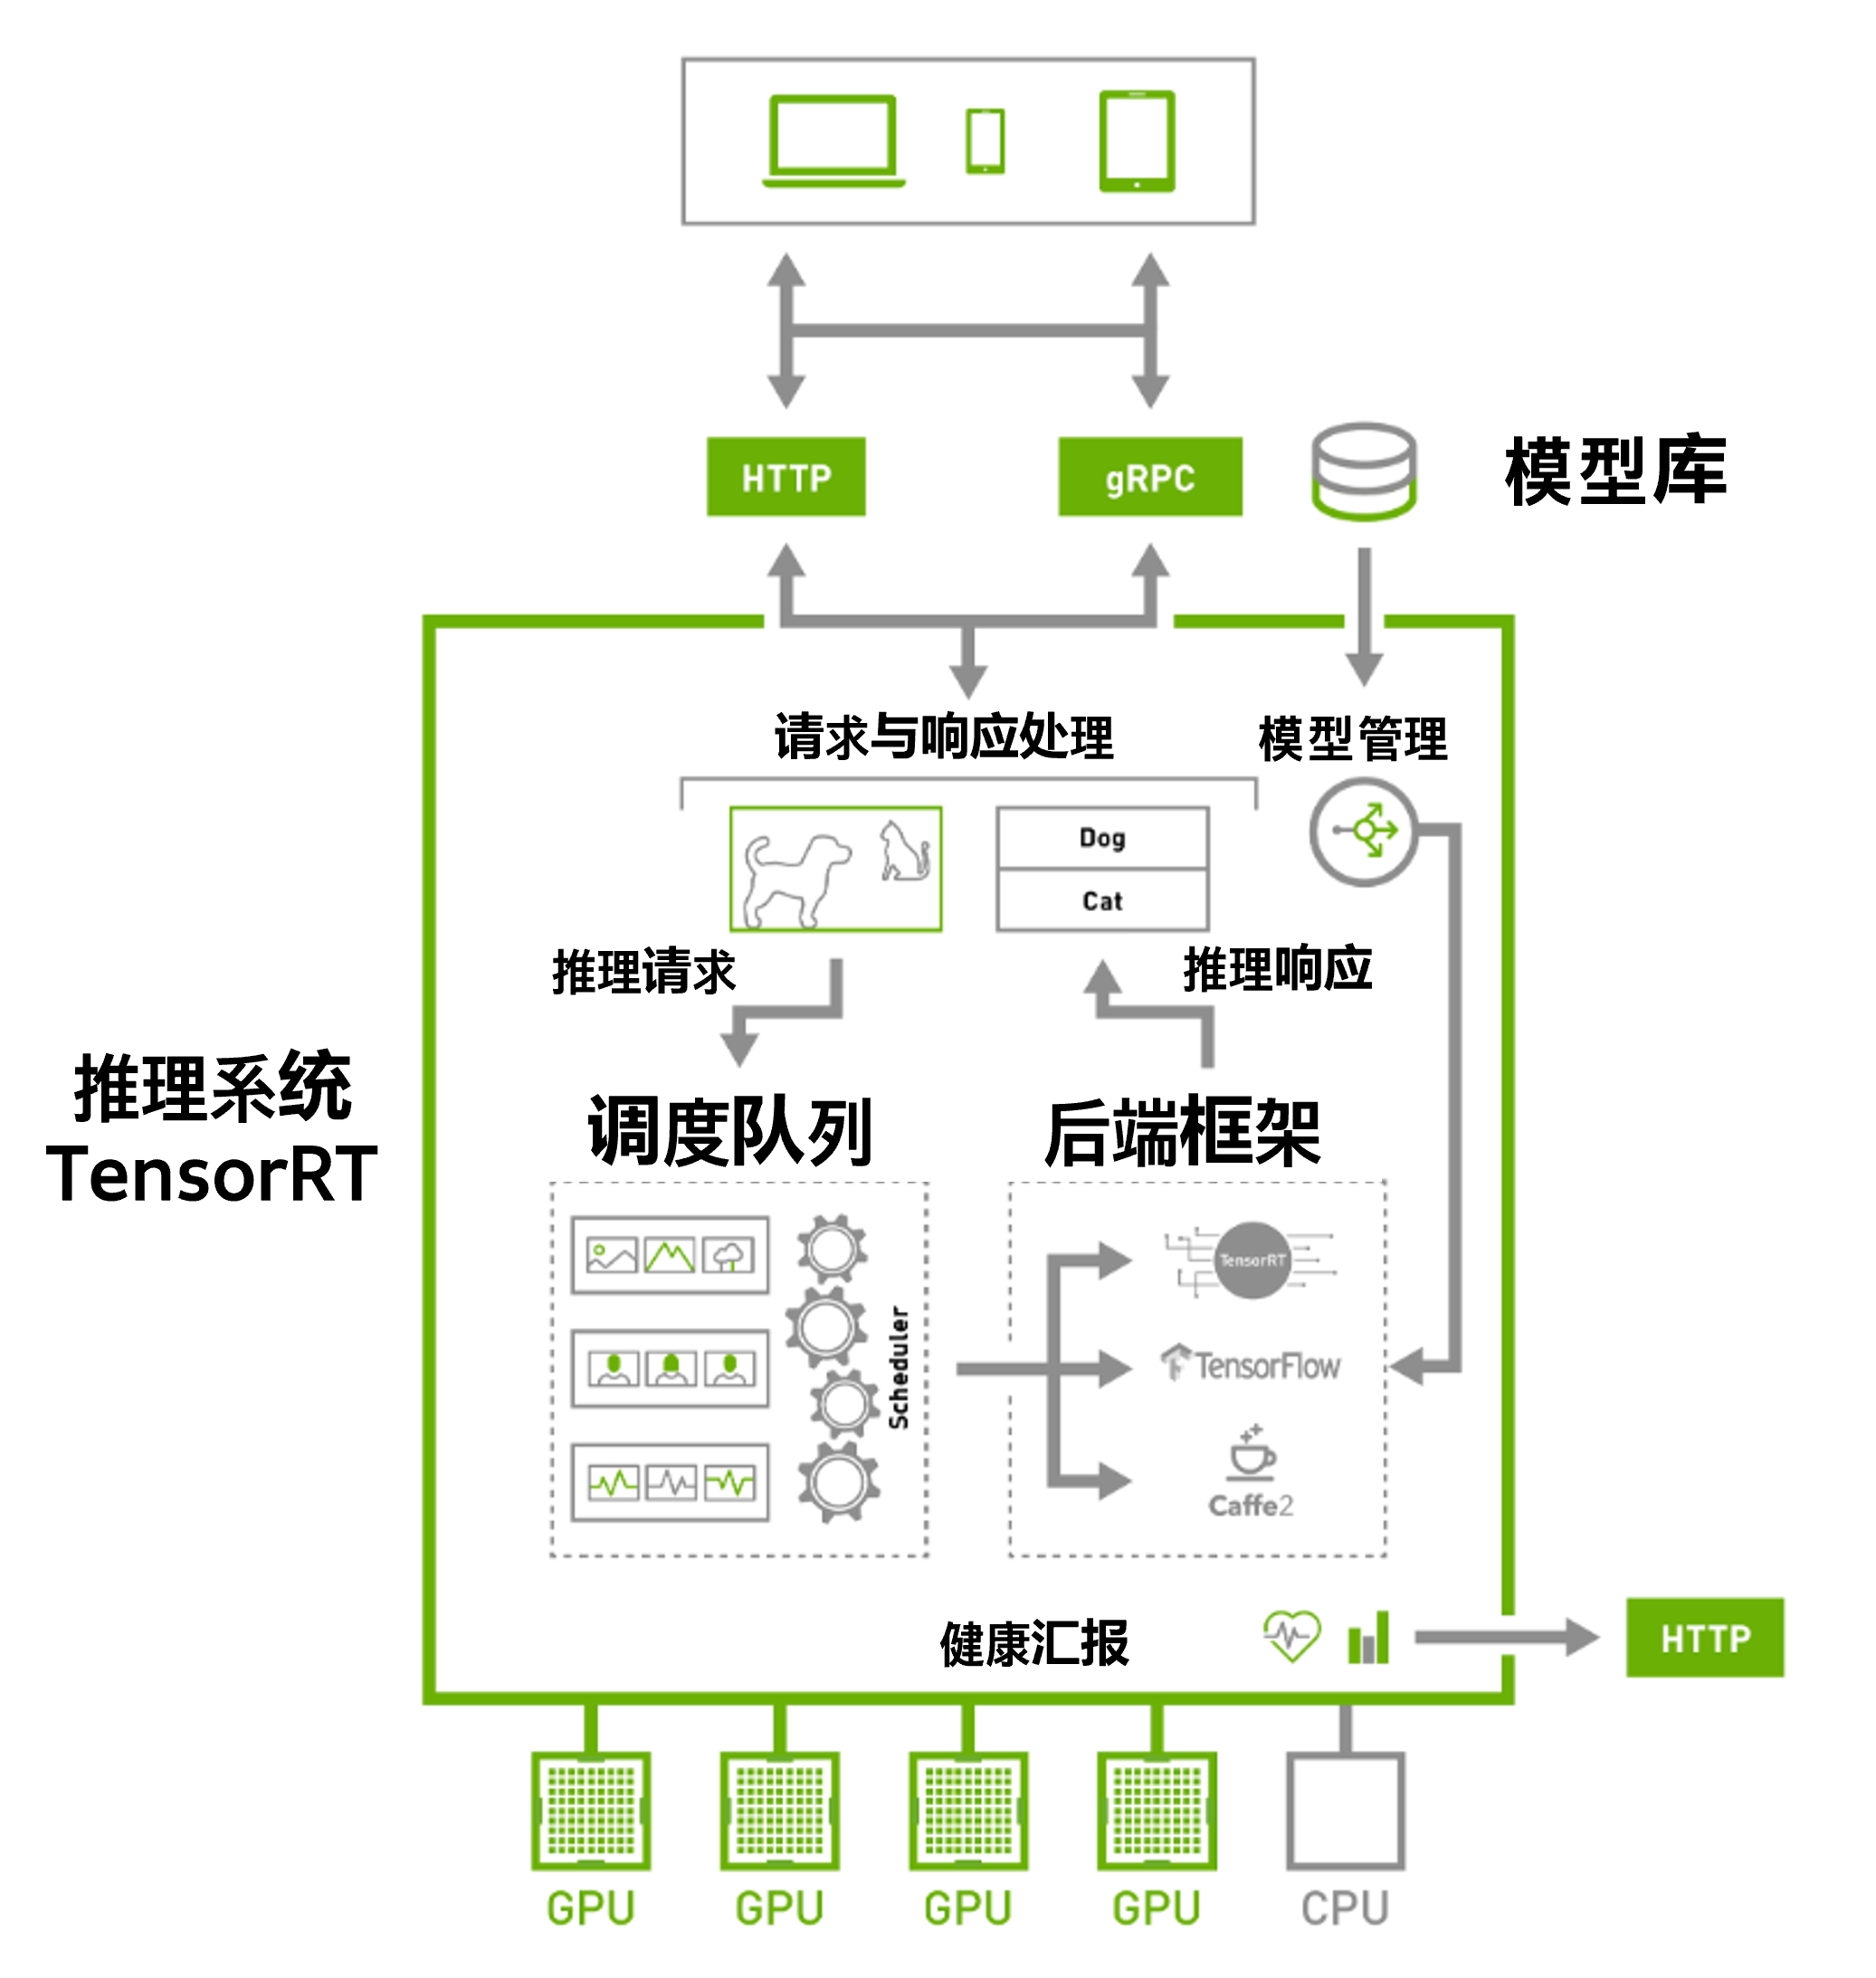 HTTP
gRPC
模型库
请求与响应处理
模型管理
Dog
Cat
推理请求
推理响应
推理系统
TensorRT
调度队列
后端框架
TensorRT
Scheduler
TensorFlow
Caffe2
健康汇报
HTTP
GPU
GPU
GPU
GPU
CPU